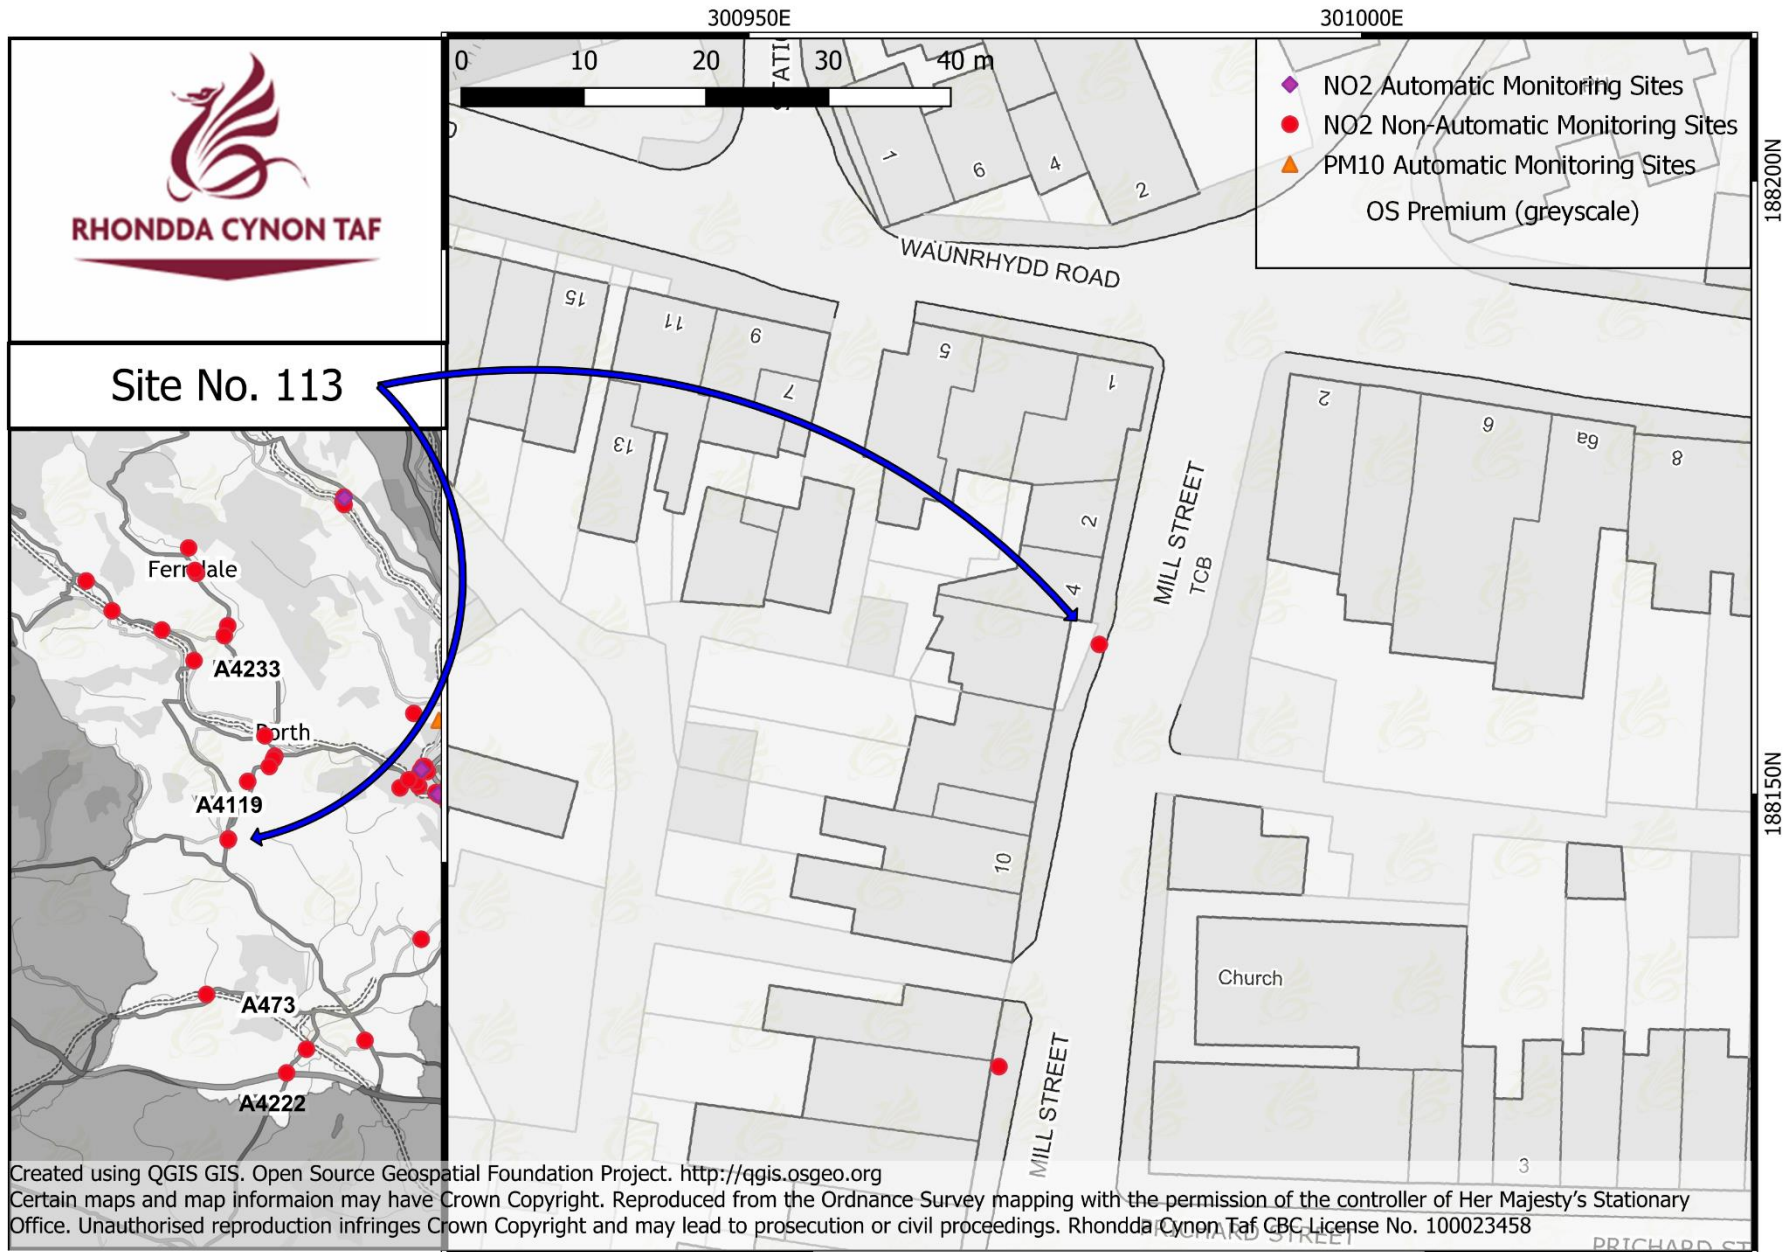 300950E
301000E
188200N
188150N
RHONDDA CYNON TAF
Site No. 113
0 10 20 30 40 m
NO2 Automatic Monitoring Sites
NO2 Non-Automatic Monitoring Sites
PM10 Automatic Monitoring Sites
OS Premium (greyscale)
STATI
PH
1
6
4
2
WAUNRHYDD ROAD
15
11
9
7
13
5
1
2
4
MILL STREET
TCB
2
6
6a
8
10
Church
MILL STREET
3
PRICHARD STREET
PRICHARD ST
Ferndale
A4233
Porth
A4119
A473
A4222
Created using QGIS GIS. Open Source Geospatial Foundation Project. http://qgis.osgeo.org
Certain maps and map informaion may have Crown Copyright. Reproduced from the Ordnance Survey mapping with the permission of the controller of Her Majesty's Stationary
Office. Unauthorised reproduction infringes Crown Copyright and may lead to prosecution or civil proceedings. Rhondda Cynon Taf CBC License No. 100023458